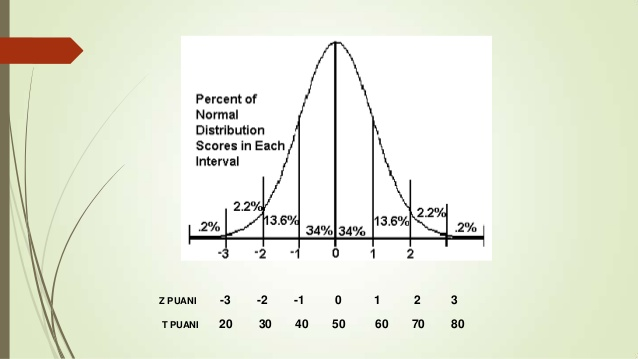 Percent of
Normal
Distribution
Scores in Each
Interval
.2% 2.2% 13.6% 34% 34% 13.6% 2.2% .2%
-3 -2 -1 0 1 2
Z PUANI -3 -2 -1 0 1 2 3
T PUANI 20 30 40 50 60 70 80